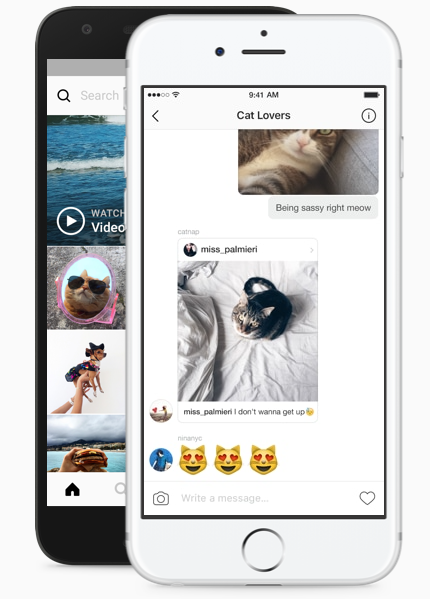 Search
WATCH
Video
9:41 AM
Cat Lovers
Being sassy right meow
catnap
miss_palmieri
miss_palmieri I don't wanna get up😴
ninanyc
😻 😻 😻
Write a message...